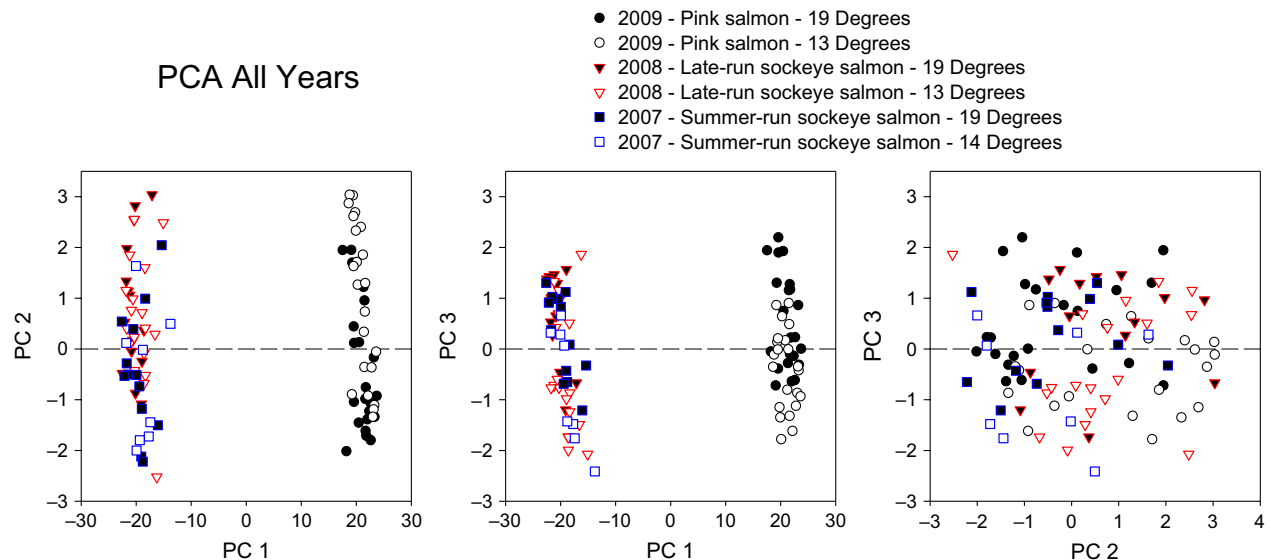 2009 - Pink salmon - 19 Degrees
2009 - Pink salmon - 13 Degrees
PCA All Years
2008 - Late-run sockeye salmon - 19 Degrees
2008 - Late-run sockeye salmon - 13 Degrees
2007 - Summer-run sockeye salmon - 19 Degrees
2007 - Summer-run sockeye salmon - 14 Degrees
PC 2
3
2
1
0
–1
–2
–3
–30 –20 –10 0 10 20 30
PC 1
PC 3
3
2
1
0
–1
–2
–3
–30 –20 –10 0 10 20 30
PC 1
PC 3
3
2
1
0
–1
–2
–3
–3 –2 –1 0 1 2 3 4
PC 2